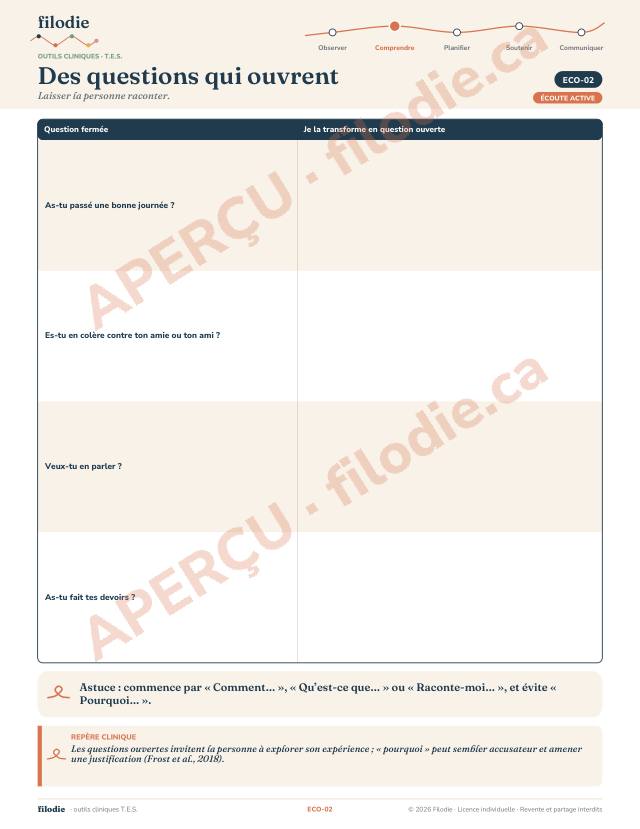 filodie
OUTILS CLINIQUES · T.E.S.
Observer Comprendre Planifier Soutenir Communiquer
Des questions qui ouvrent
Laisser la personne raconter.
ECO-02
ÉCOUTE ACTIVE
Question fermée Je la transforme en question ouverte
As-tu passé une bonne journée ?
Es-tu en colère contre ton amie ou ton ami ?
Veux-tu en parler ?
As-tu fait tes devoirs ?
APERÇU · filodie.ca
APERÇU · filodie.ca
Astuce : commence par « Comment… », « Qu'est-ce que… » ou « Raconte-moi… », et évite «
Pourquoi… ».
REPÈRE CLINIQUE
Les questions ouvertes invitent la personne à explorer son expérience ; « pourquoi » peut sembler accusateur et amener
une justification (Frost et al., 2018).
filodie · outils cliniques T.E.S. ECO-02 © 2026 Filodie · Licence individuelle · Revente et partage interdits